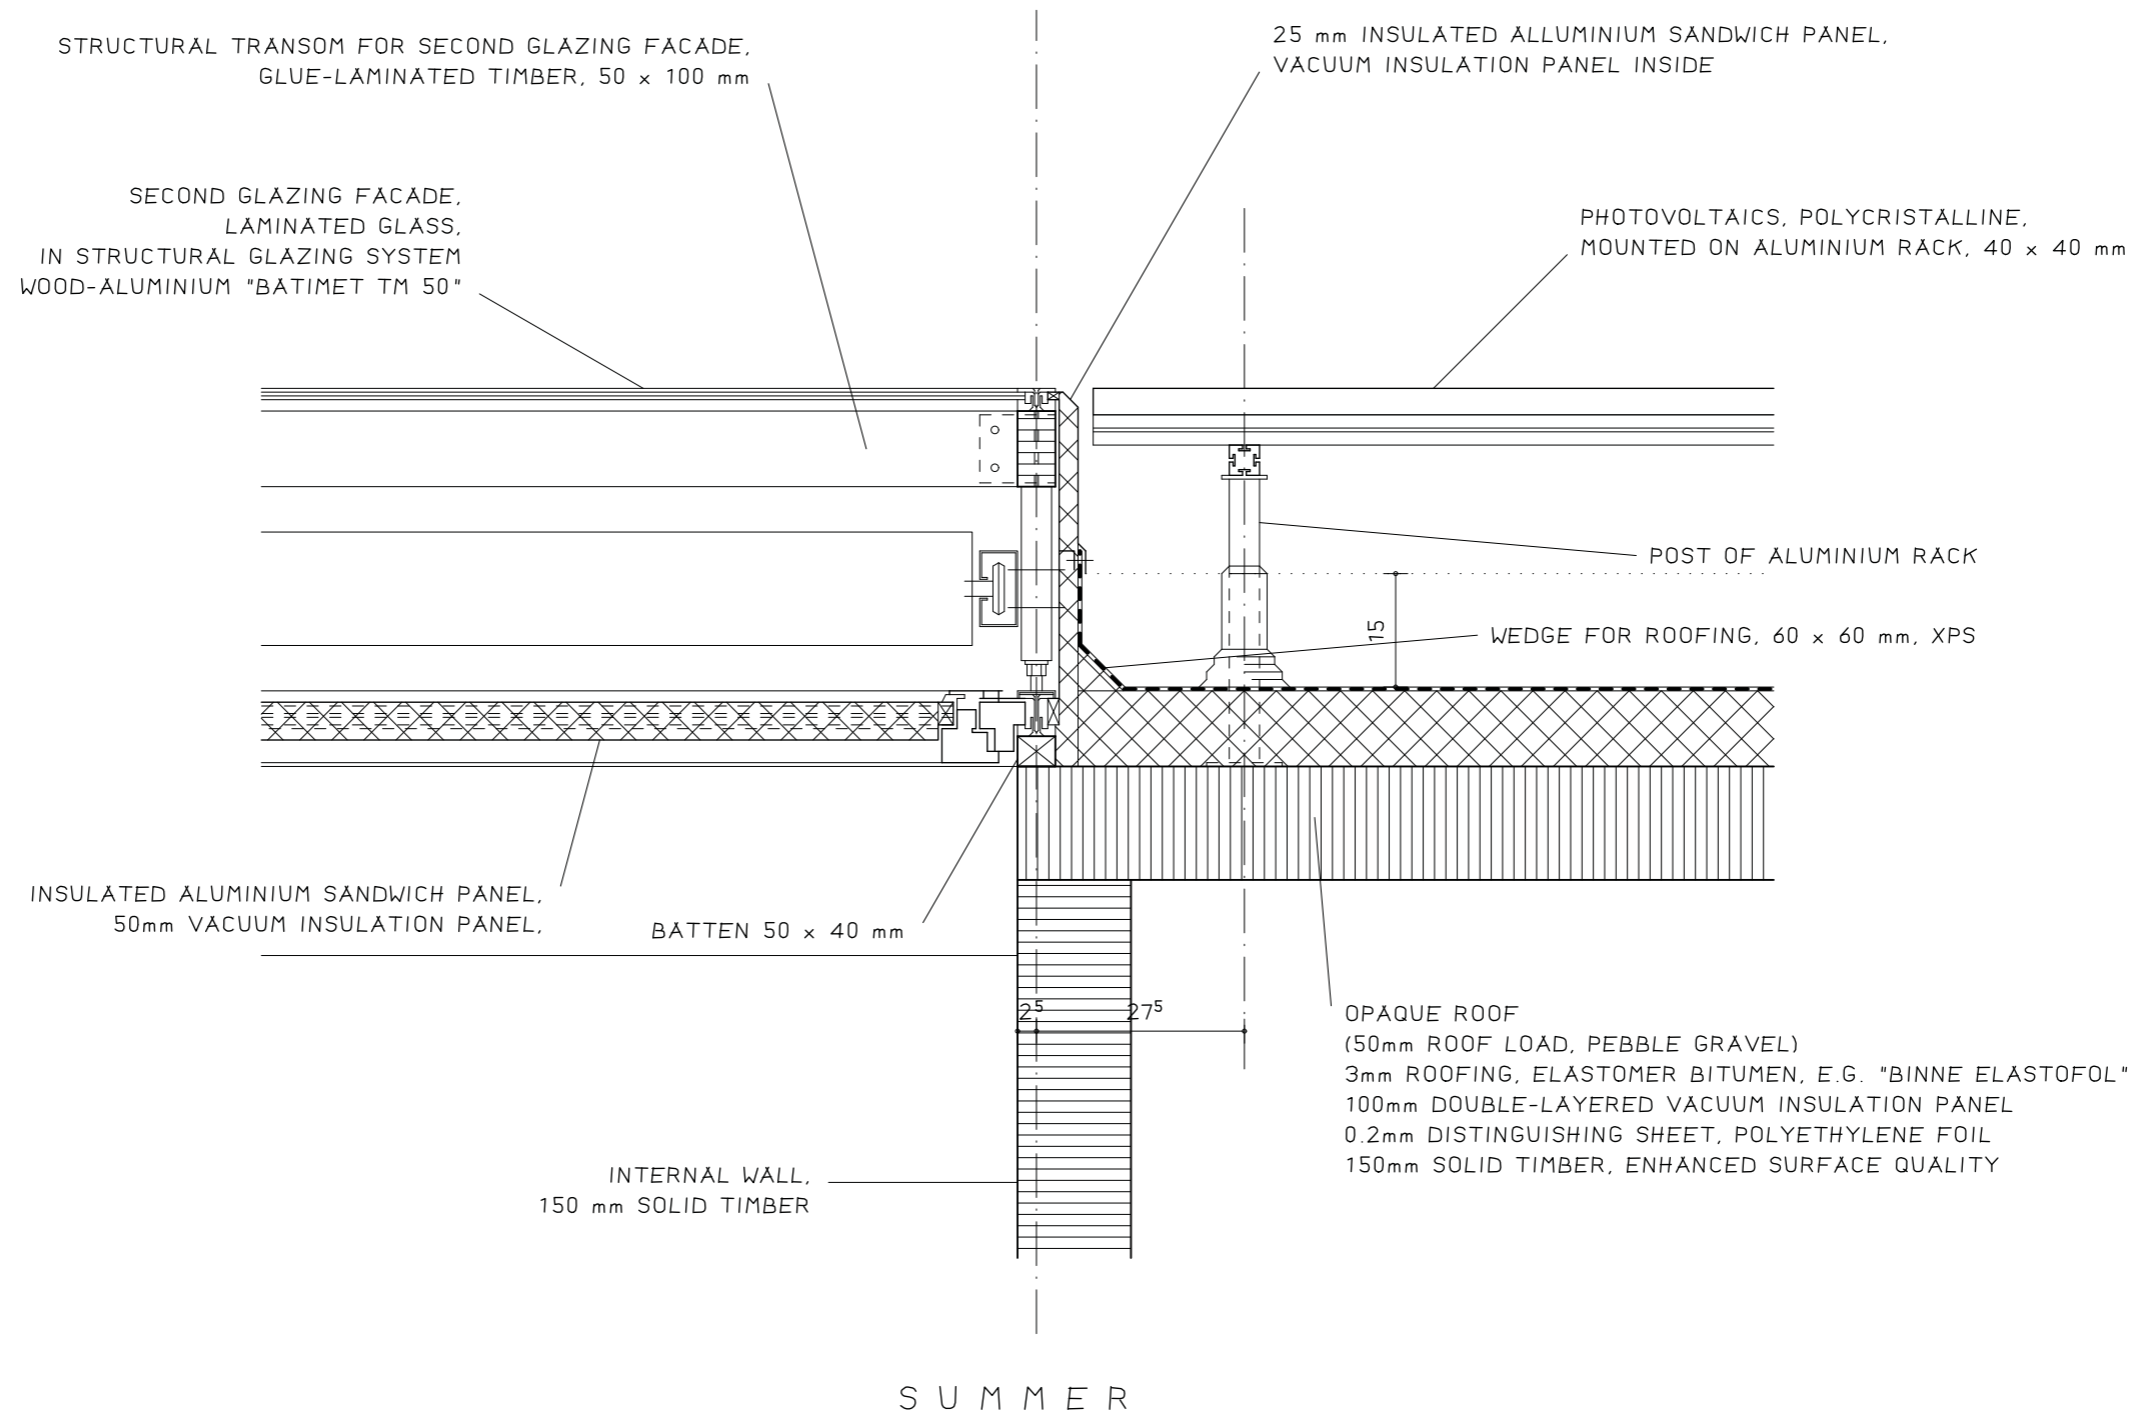 STRUCTURAL TRANSOM FOR SECOND GLAZING FACADE,
GLUE-LAMINATED TIMBER, 50 x 100 mm
25 mm INSULATED ALLUMINIUM SANDWICH PANEL,
VACUUM INSULATION PANEL INSIDE
SECOND GLAZING FACADE,
LAMINATED GLASS,
IN STRUCTURAL GLAZING SYSTEM
WOOD-ALUMINIUM "BATIMET TM 50"
PHOTOVOLTAICS, POLYCRISTALLINE,
MOUNTED ON ALUMINIUM RACK, 40 x 40 mm
POST OF ALUMINIUM RACK
15
WEDGE FOR ROOFING, 60 x 60 mm, XPS
INSULATED ALUMINIUM SANDWICH PANEL,
50mm VACUUM INSULATION PANEL,
BATTEN 50 x 40 mm
2⁵ 27⁵
OPAQUE ROOF
(50mm ROOF LOAD, PEBBLE GRAVEL)
3mm ROOFING, ELASTOMER BITUMEN, E.G. "BINNE ELASTOFOL"
100mm DOUBLE-LAYERED VACUUM INSULATION PANEL
0.2mm DISTINGUISHING SHEET, POLYETHYLENE FOIL
150mm SOLID TIMBER, ENHANCED SURFACE QUALITY
INTERNAL WALL,
150 mm SOLID TIMBER
SUMMER